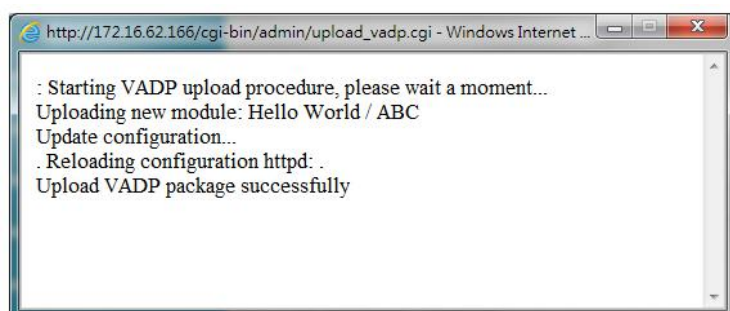 http://172.16.62.166/cgi-bin/admin/upload_vadp.cgi - Windows Internet ...
: Starting VADP upload procedure, please wait a moment...
Uploading new module: Hello World / ABC
Update configuration...
. Reloading configuration httpd: .
Upload VADP package successfully